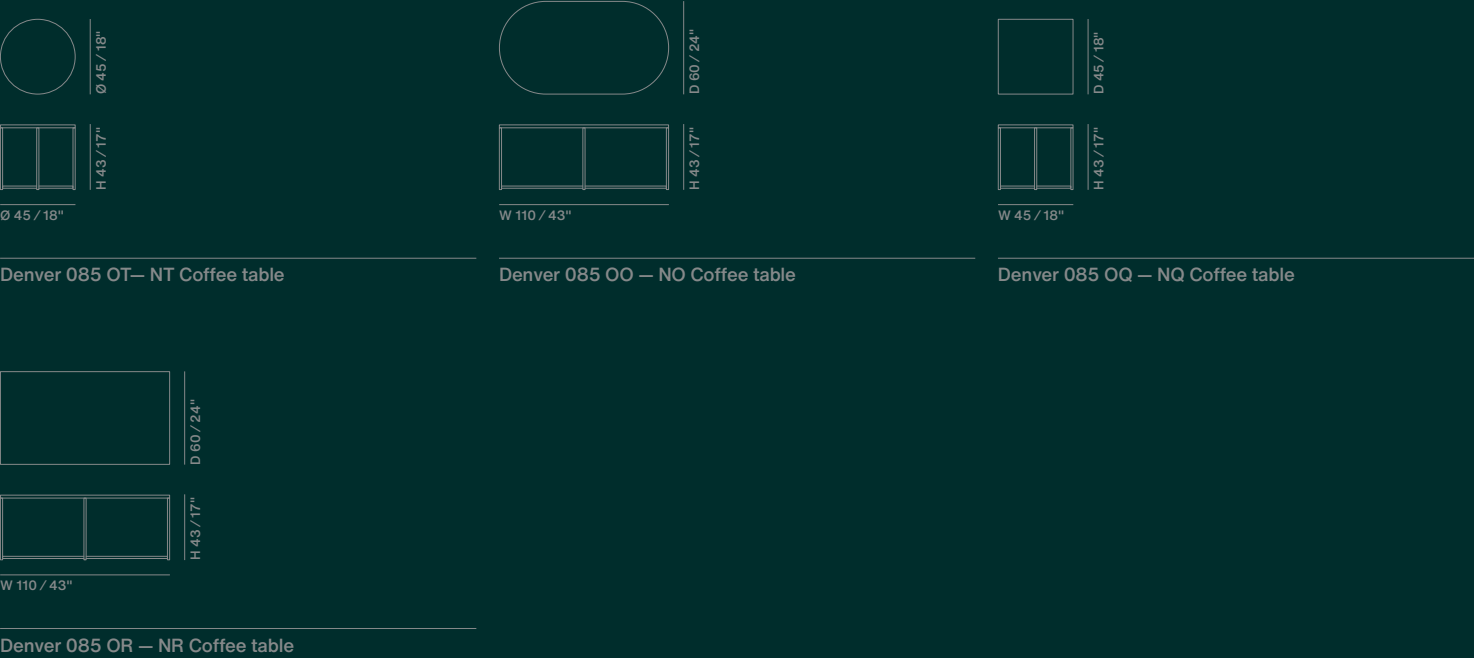 Ø 45 / 18"
H 43 / 17"
Ø 45 / 18"
Denver 085 OT— NT Coffee table
D 60 / 24"
H 43 / 17"
W 110 / 43"
Denver 085 OO — NO Coffee table
D 45 / 18"
H 43 / 17"
W 45 / 18"
Denver 085 OQ — NQ Coffee table
D 60 / 24"
H 43 / 17"
W 110 / 43"
Denver 085 OR — NR Coffee table